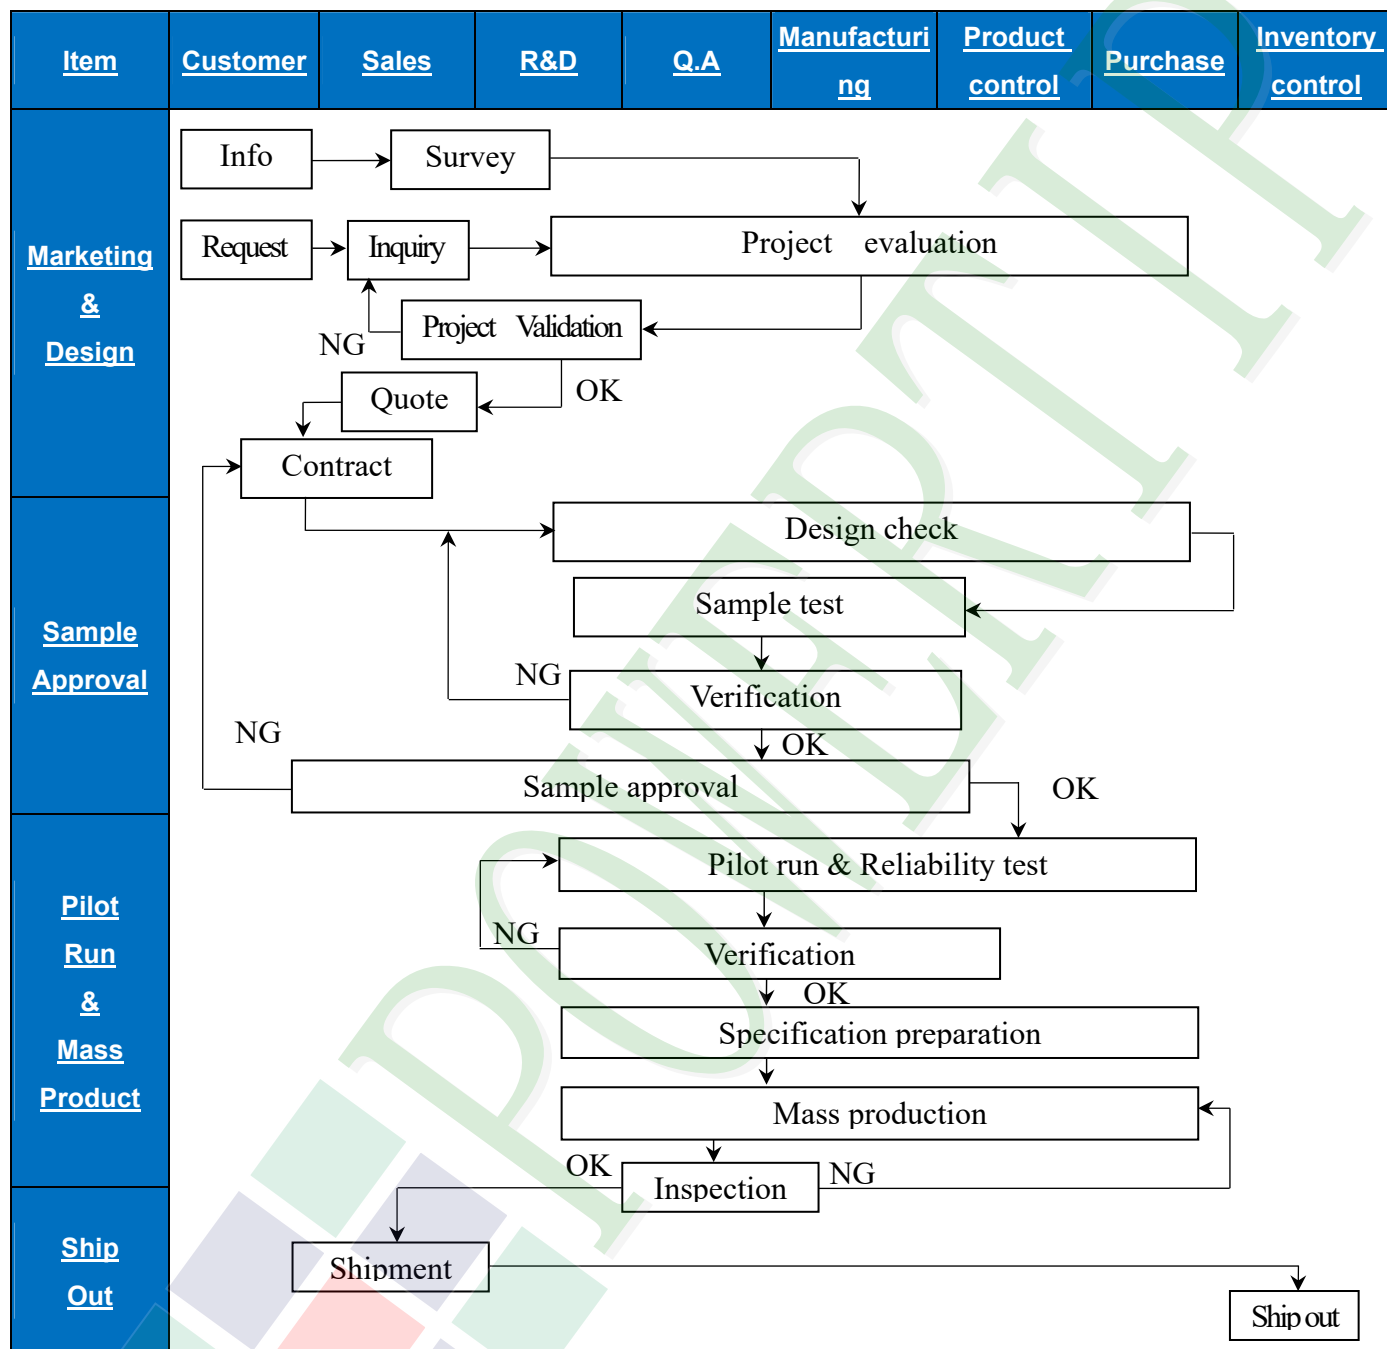 Item
Customer
Sales
R&D
Q.A
Manufacturi
ng
Product
control
Purchase
Inventory
control
Marketing
&
Design
Info
Survey
Request
Inquiry
Project evaluation
Project Validation
NG
OK
Quote
Contract
Sample
Approval
Design check
Sample test
NG
Verification
OK
NG
Sample approval
OK
Pilot
Run
&
Mass
Product
Pilot run & Reliability test
NG
Verification
OK
Specification preparation
Mass production
OK
Inspection
NG
Ship
Out
Shipment
Ship out
POWERTIP